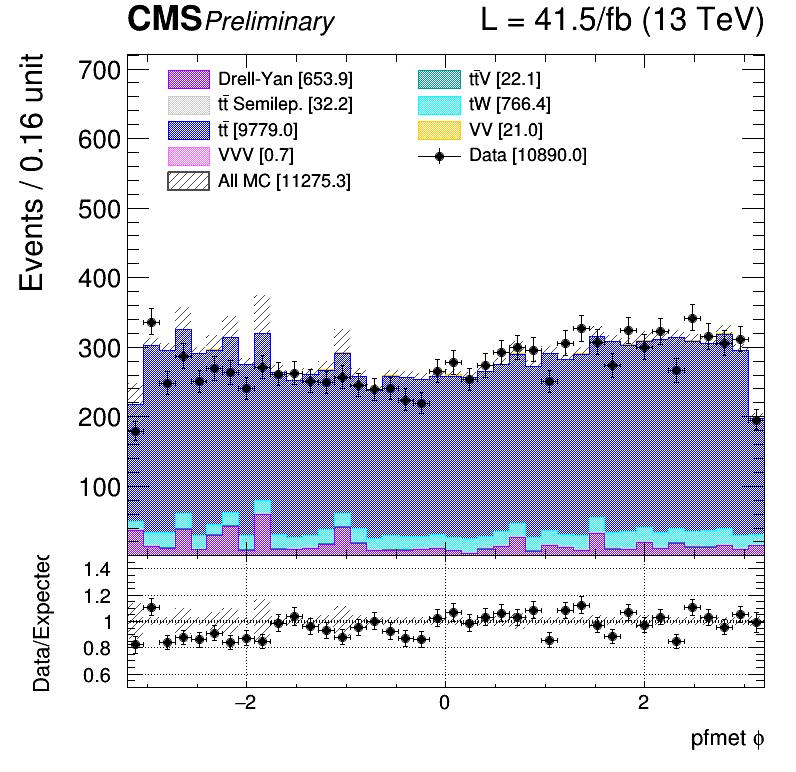 CMS Preliminary L = 41.5/fb (13 TeV)
Events / 0.16 unit
700
600
500
400
300
200
100
Drell-Yan [653.9]
tt̄ Semilep. [32.2]
tt̄ [9779.0]
VVV [0.7]
All MC [11275.3]
tt̄V [22.1]
tW [766.4]
VV [21.0]
Data [10890.0]
Data/Expected
1.4
1.2
1
0.8
0.6
−2 0 2
pfmet ϕ